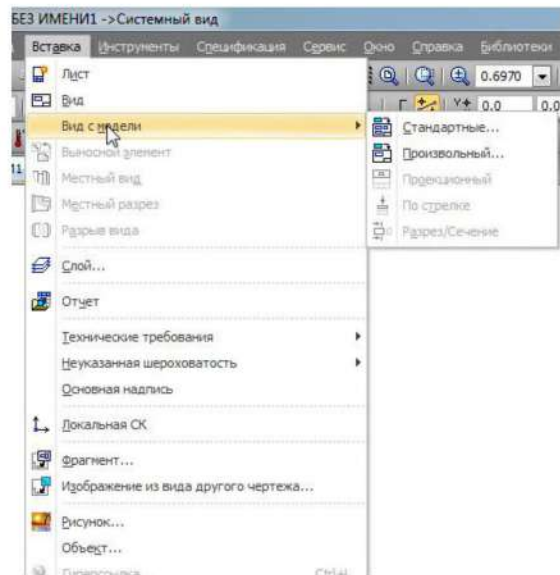 БЕЗ ИМЕНИ1 ->Системный вид
Вставка Инструменты Спецификация Сервис Окно Справка Библиотеки
0.6970
0.0 0.0
Лист
Вид
Вид с модели
Выносной элемент
Местный вид
Местный разрез
Разрыв вида
Слой...
Отчет
Технические требования
Неуказанная шероховатость
Основная надпись
Локальная СК
Фрагмент...
Изображение из вида другого чертежа...
Рисунок...
Объект...
Гиперссылка...
Стандартные...
Произвольный...
Проекционный
По стрелке
Разрез/Сечение